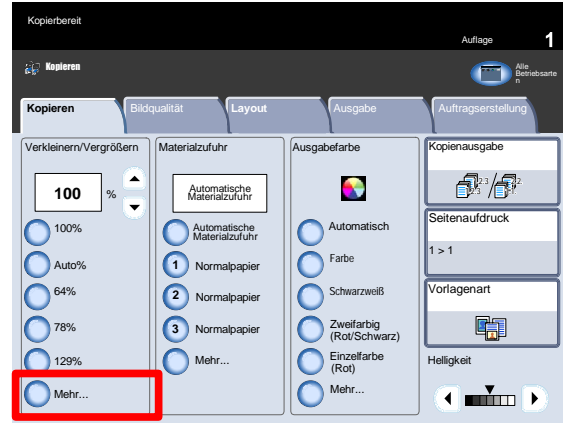 Kopierbereit
Auflage 1
Kopieren
Alle
Betriebsarte
n
Kopieren Bildqualität Layout Ausgabe Auftragserstellung
Verkleinern/Vergrößern
100 %
100%
Auto%
64%
78%
129%
Mehr...
Materialzufuhr
Automatische
Materialzufuhr
Automatische
Materialzufuhr
1 Normalpapier
2 Normalpapier
3 Normalpapier
Mehr...
Ausgabefarbe
Automatisch
Farbe
Schwarzweiß
Zweifarbig
(Rot/Schwarz)
Einzelfarbe
(Rot)
Mehr...
Kopienausgabe
Seitenaufdruck
1 > 1
Vorlagenart
Helligkeit